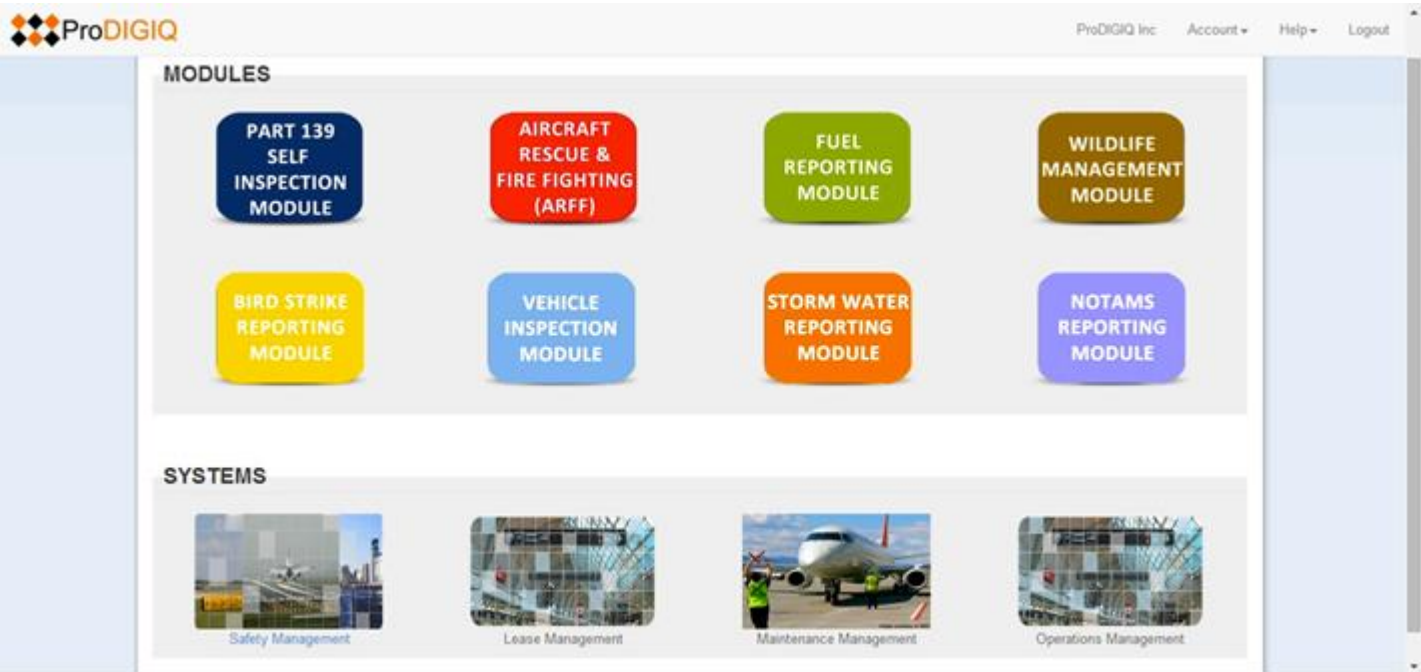 ProDIGIQ
ProDIGIQ Inc Account Help Logout
MODULES
PART 139
SELF
INSPECTION
MODULE
AIRCRAFT
RESCUE &
FIRE FIGHTING
(ARFF)
FUEL
REPORTING
MODULE
WILDLIFE
MANAGEMENT
MODULE
BIRD STRIKE
REPORTING
MODULE
VEHICLE
INSPECTION
MODULE
STORM WATER
REPORTING
MODULE
NOTAMS
REPORTING
MODULE
SYSTEMS
Safety Management
Lease Management
Maintenance Management
Operations Management